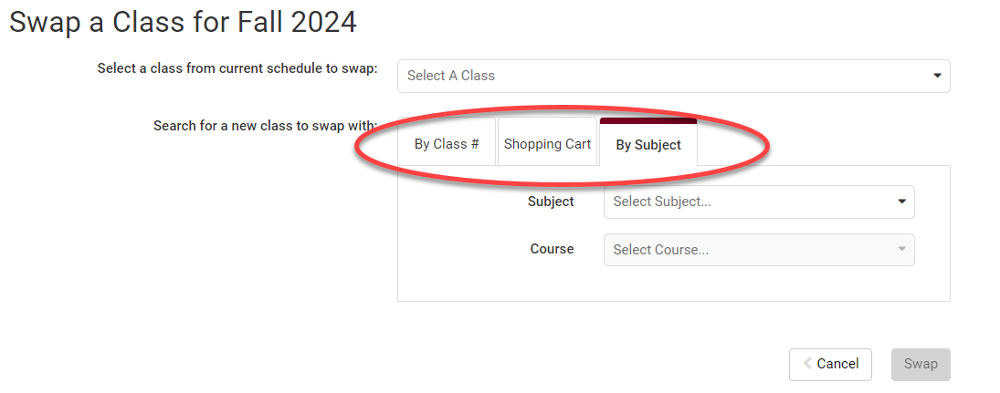 Swap a Class for Fall 2024
Select a class from current schedule to swap:
Select A Class
Search for a new class to swap with:
By Class #
Shopping Cart
By Subject
Subject
Select Subject...
Course
Select Course...
Cancel
Swap